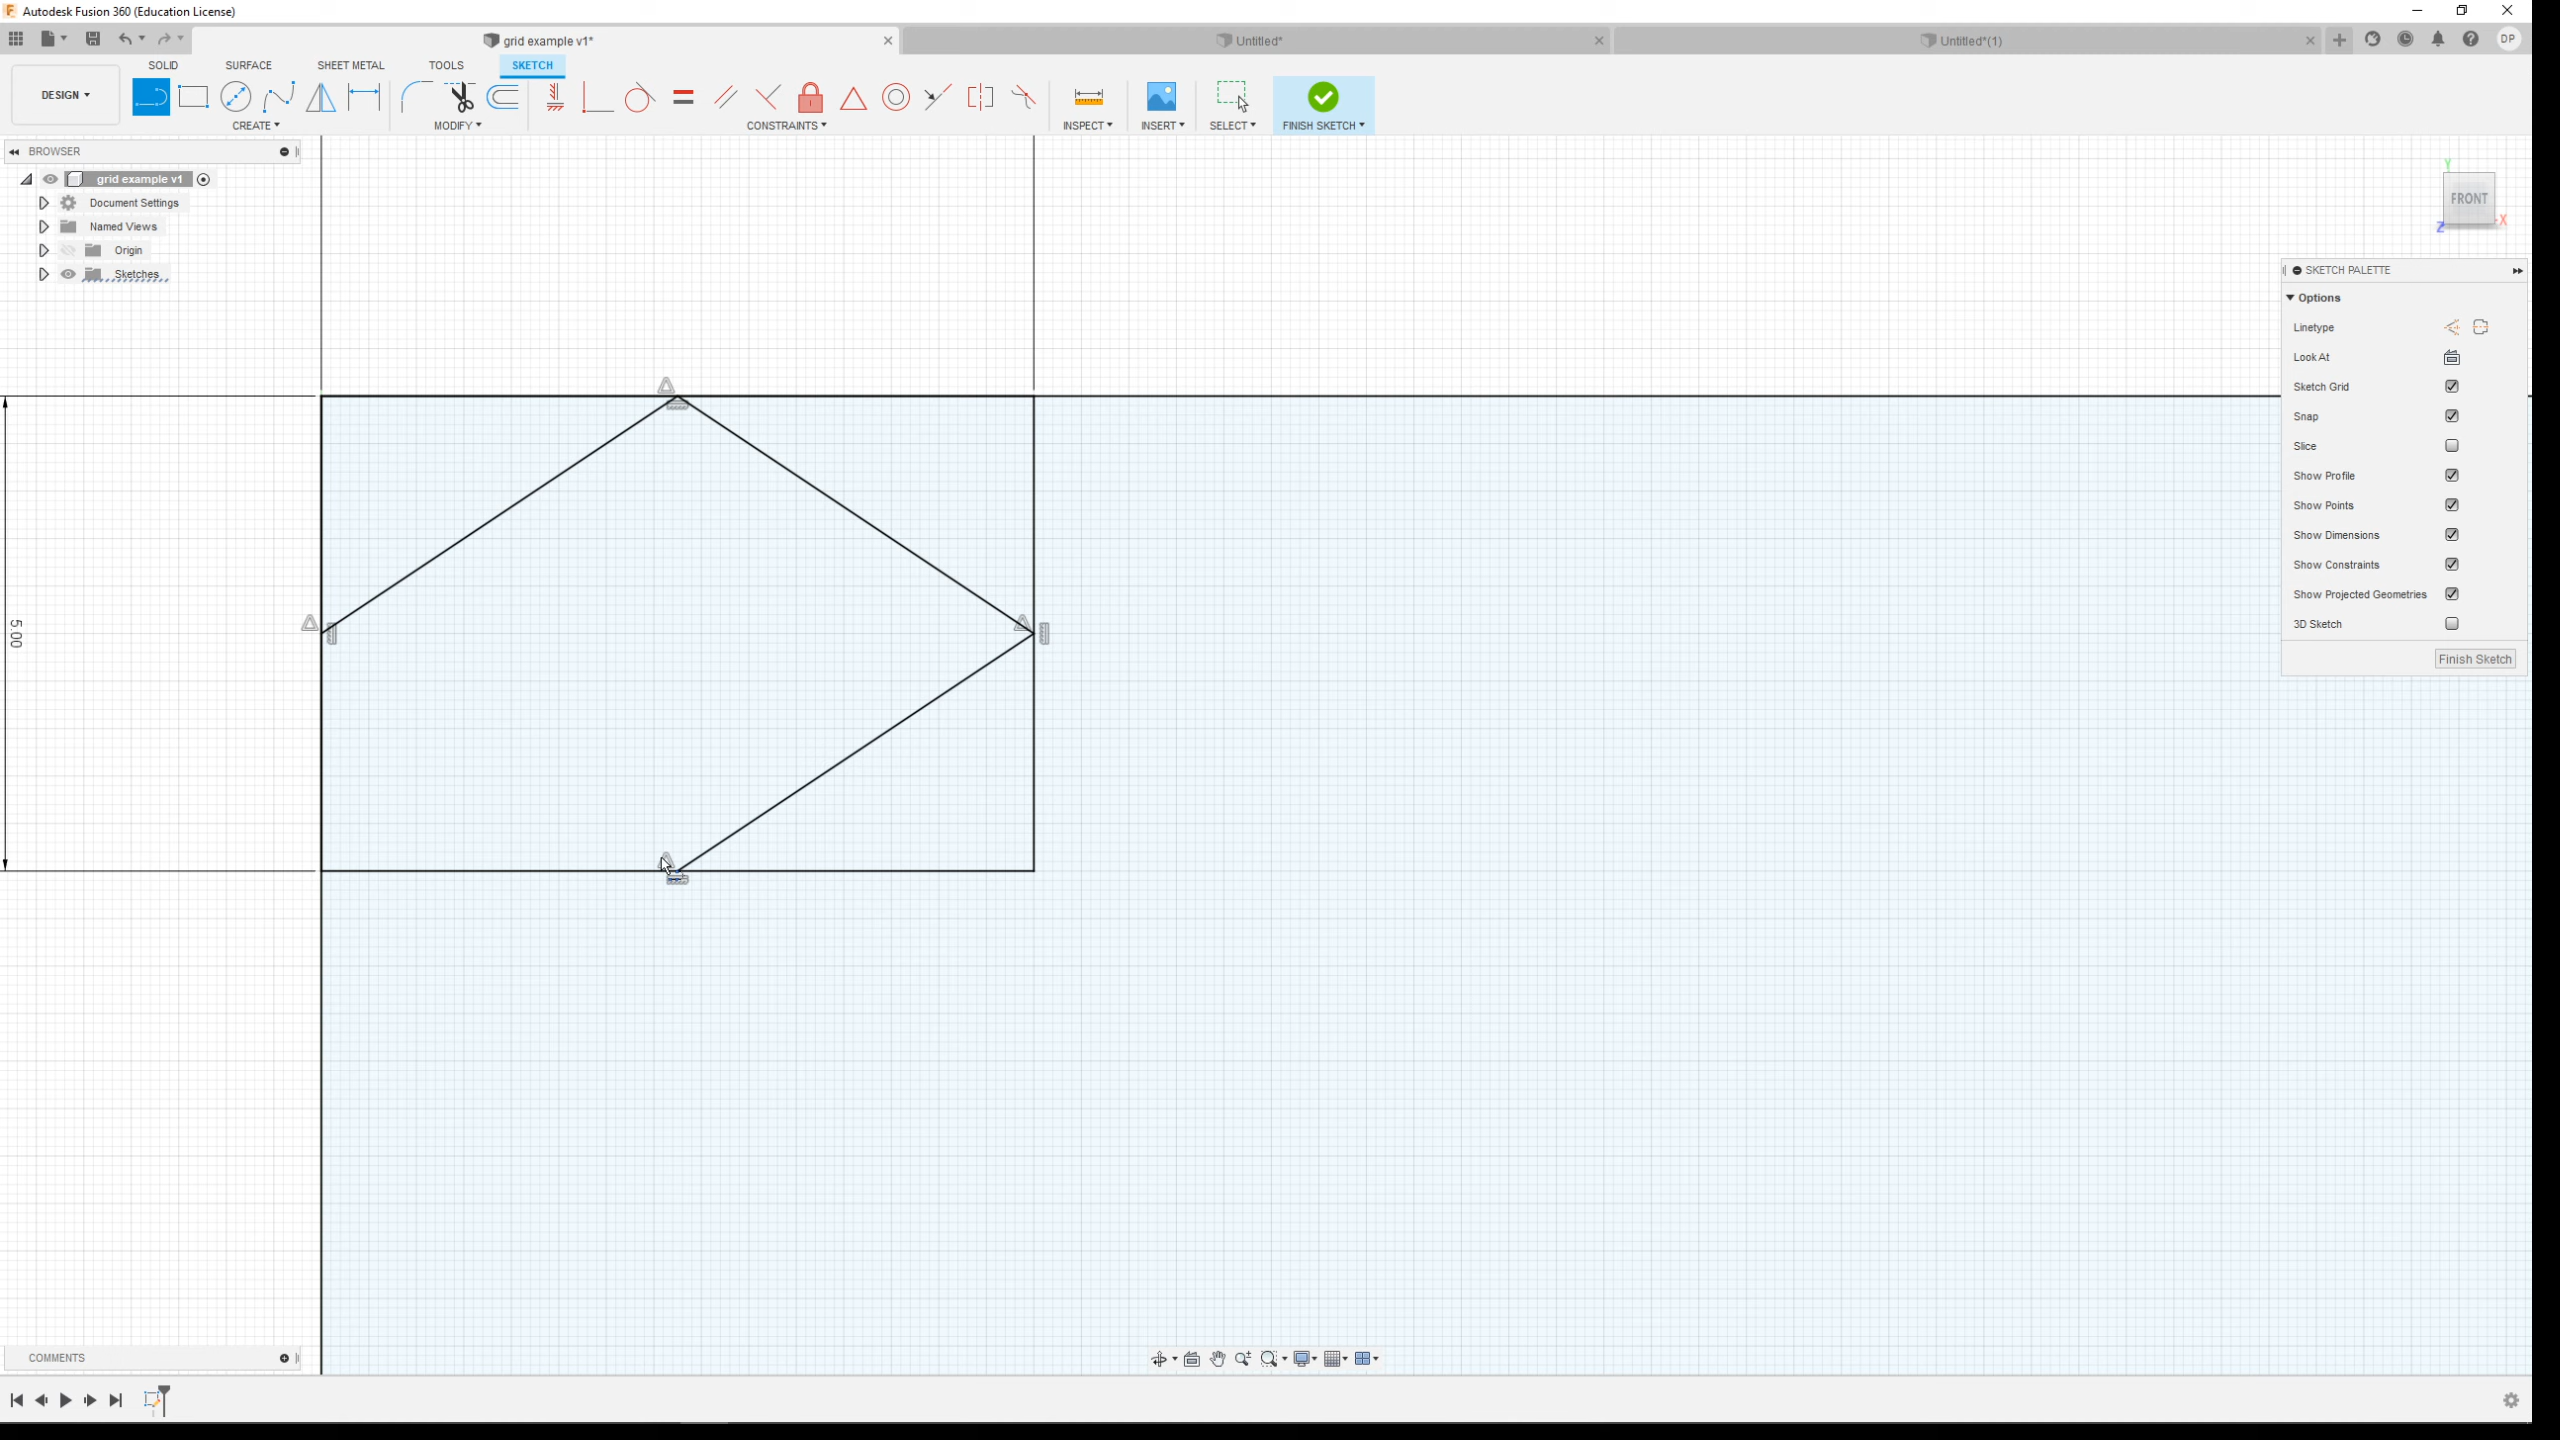 Autodesk Fusion 360 (Education License)
grid example v1*
Untitled*
Untitled*(1)
DP
SOLID
SURFACE
SHEET METAL
TOOLS
SKETCH
DESIGN
CREATE
MODIFY
CONSTRAINTS
INSPECT
INSERT
SELECT
FINISH SKETCH
BROWSER
grid example v1
Document Settings
Named Views
Origin
Sketches
Y
FRONT
Z
X
SKETCH PALETTE
Options
Linetype
Look At
Sketch Grid
Snap
Slice
Show Profile
Show Points
Show Dimensions
Show Constraints
Show Projected Geometries
3D Sketch
Finish Sketch
5.00
COMMENTS